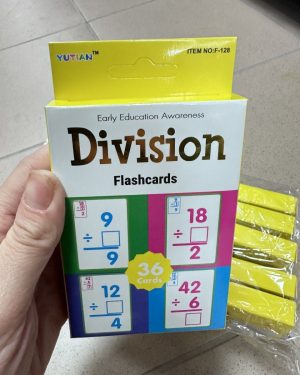 YUTIAN™
ITEM NO:F-128
Early Education Awareness
Division
Flashcards
9
÷ □
9
18
÷ □
2
36
Cards
12
÷ □
4
42
÷ 6
□